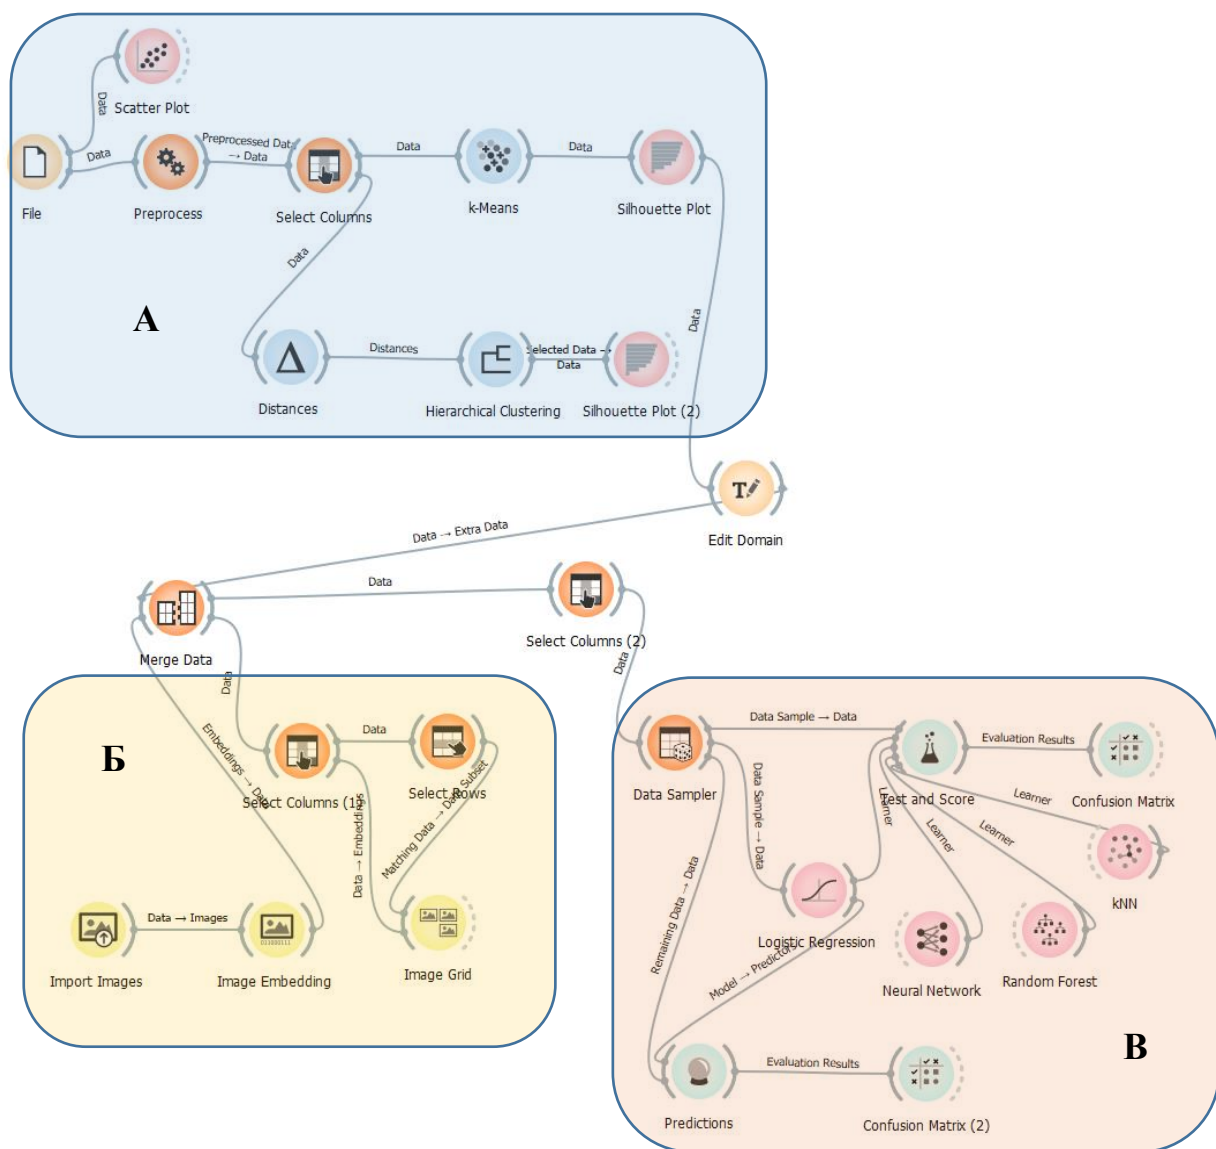 Scatter Plot
Data
File
Data
Preprocess
Preprocessed Data
→ Data
Select Columns
Data
k-Means
Data
Silhouette Plot
Data
А
Distances
Distances
Hierarchical Clustering
Selected Data →
Data
Silhouette Plot (2)
Data
Edit Domain
Data → Extra Data
Merge Data
Data
Select Columns (2)
Data
Б
Data
Embeddings → Data
Select Columns (1)
Data
Select Rows
Data → Embeddings
Matching Data → Data Subset
Import Images
Data → Images
Image Embedding
Image Grid
Data Sampler
Data Sample → Data
Test and Score
Evaluation Results
Confusion Matrix
Data Sample → Data
Remaining Data → Data
Learner
Learner
Learner
Learner
kNN
Logistic Regression
Neural Network
Random Forest
Model → Predictors
Predictions
Evaluation Results
Confusion Matrix (2)
В